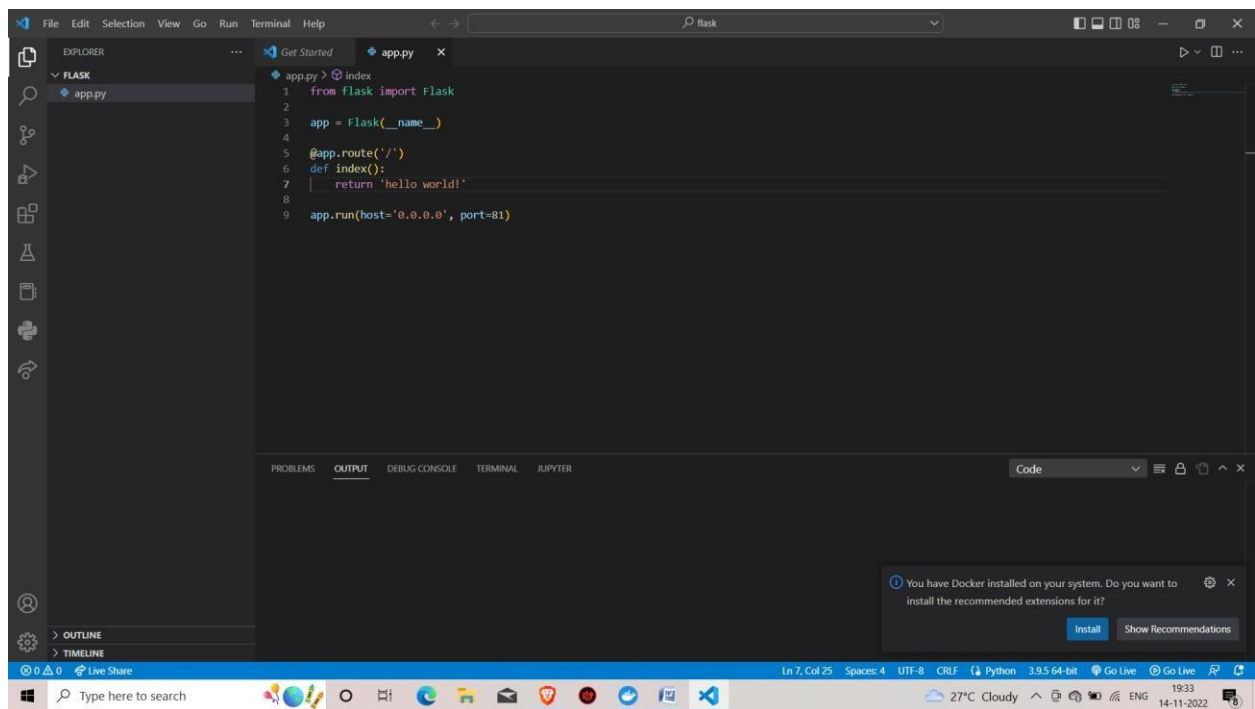 File Edit Selection View Go Run Terminal Help
flask
EXPLORER
Get Started
app.py
FLASK
app.py
app.py > index
1 from flask import Flask
2
3 app = Flask(__name__)
4
5 @app.route('/')
6 def index():
7 return 'hello world!'
8
9 app.run(host='0.0.0.0', port=81)
PROBLEMS OUTPUT DEBUG CONSOLE TERMINAL JUPYTER
Code
You have Docker installed on your system. Do you want to
install the recommended extensions for it?
Install Show Recommendations
OUTLINE
TIMELINE
0 0 Live Share
Ln 7, Col 25 Spaces: 4 UTF-8 CRLF Python 3.9.5 64-bit Go Live Go Live
Type here to search
27°C Cloudy ENG
19:33
14-11-2022
8